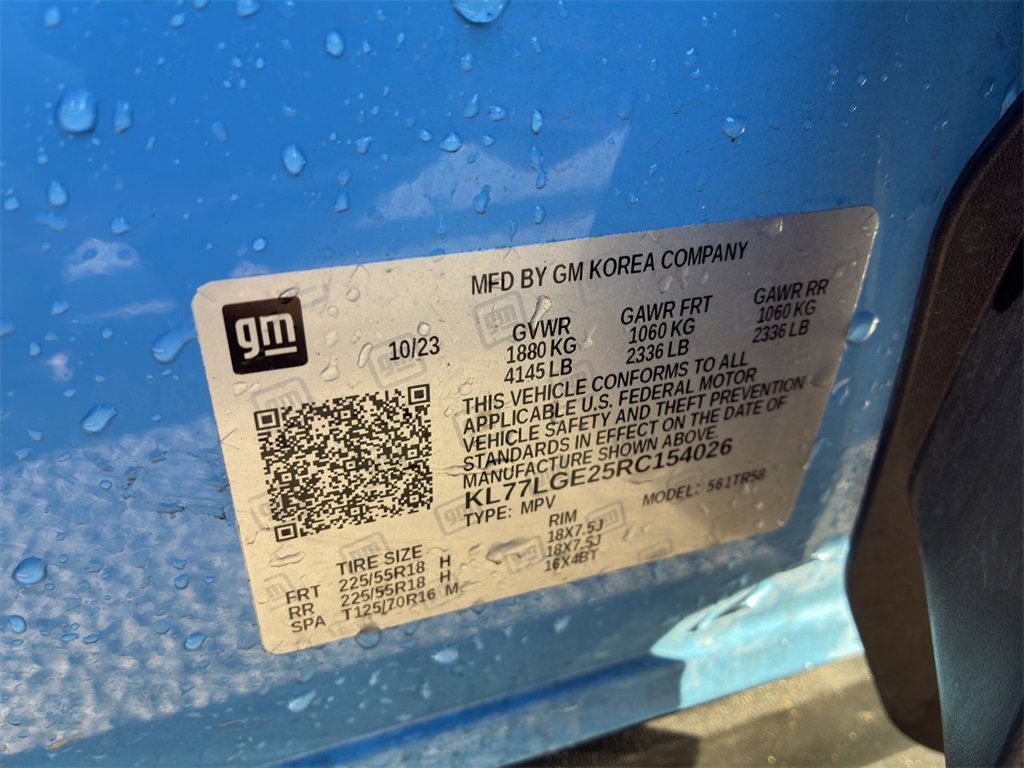 MFD BY GM KOREA COMPANY
gm
10/23
GVWR
1880 KG
4145 LB
GAWR FRT
1060 KG
2336 LB
GAWR RR
1060 KG
2336 LB
THIS VEHICLE CONFORMS TO ALL
APPLICABLE U.S. FEDERAL MOTOR
VEHICLE SAFETY AND THEFT PREVENTION
STANDARDS IN EFFECT ON THE DATE OF
MANUFACTURE SHOWN ABOVE.
KL77LGE25RC154026
TYPE: MPV
MODEL: 561TR58
TIRE SIZE
RIM
FRT 225/55R18 H 18X7.5J
RR 225/55R18 H 18X7.5J
SPA T125/70R16 M 16X4BT